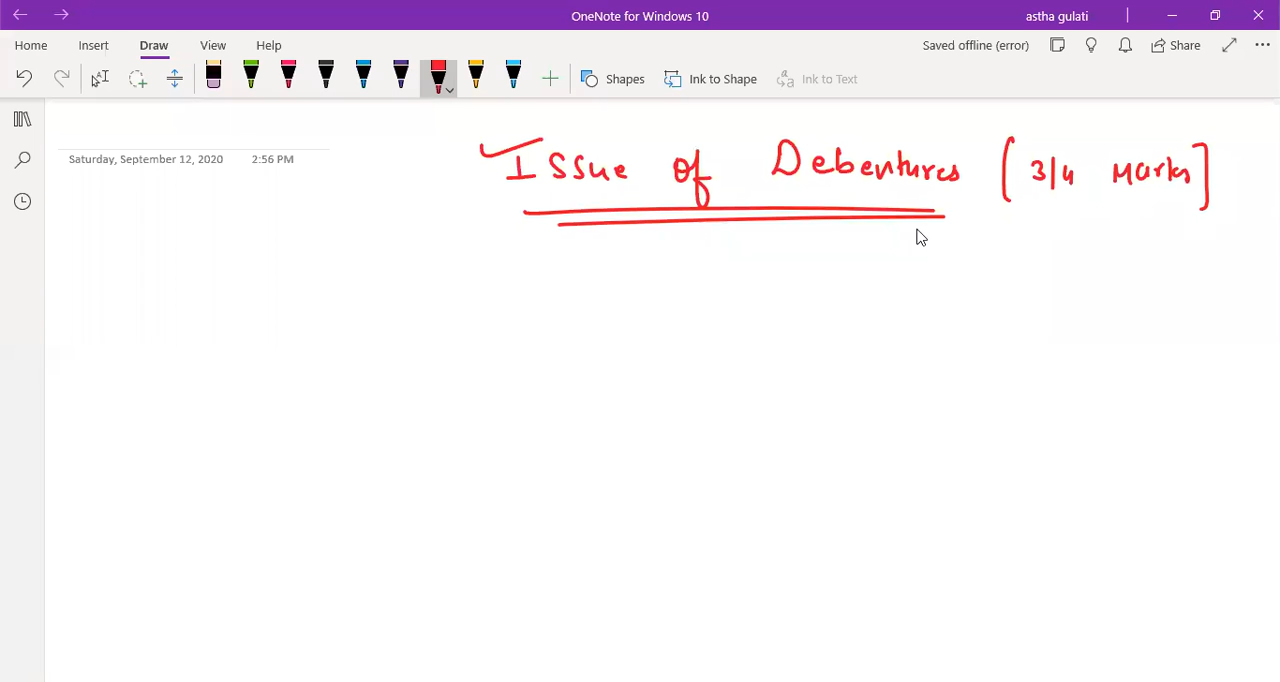 OneNote for Windows 10
astha gulati
Home Insert Draw View Help
Saved offline (error) Share
Shapes Ink to Shape Ink to Text
Saturday, September 12, 2020 2:56 PM
Issue of Debentures [3/4 Marks]